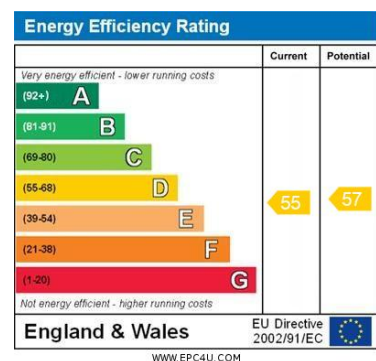 Energy Efficiency Rating
Current Potential
Very energy efficient - lower running costs
(92+) A
(81-91) B
(69-80) C
(55-68) D
55 57
(39-54) E
(21-38) F
(1-20) G
Not energy efficient - higher running costs
England & Wales
EU Directive
2002/91/EC
WWW.EPC4U.COM